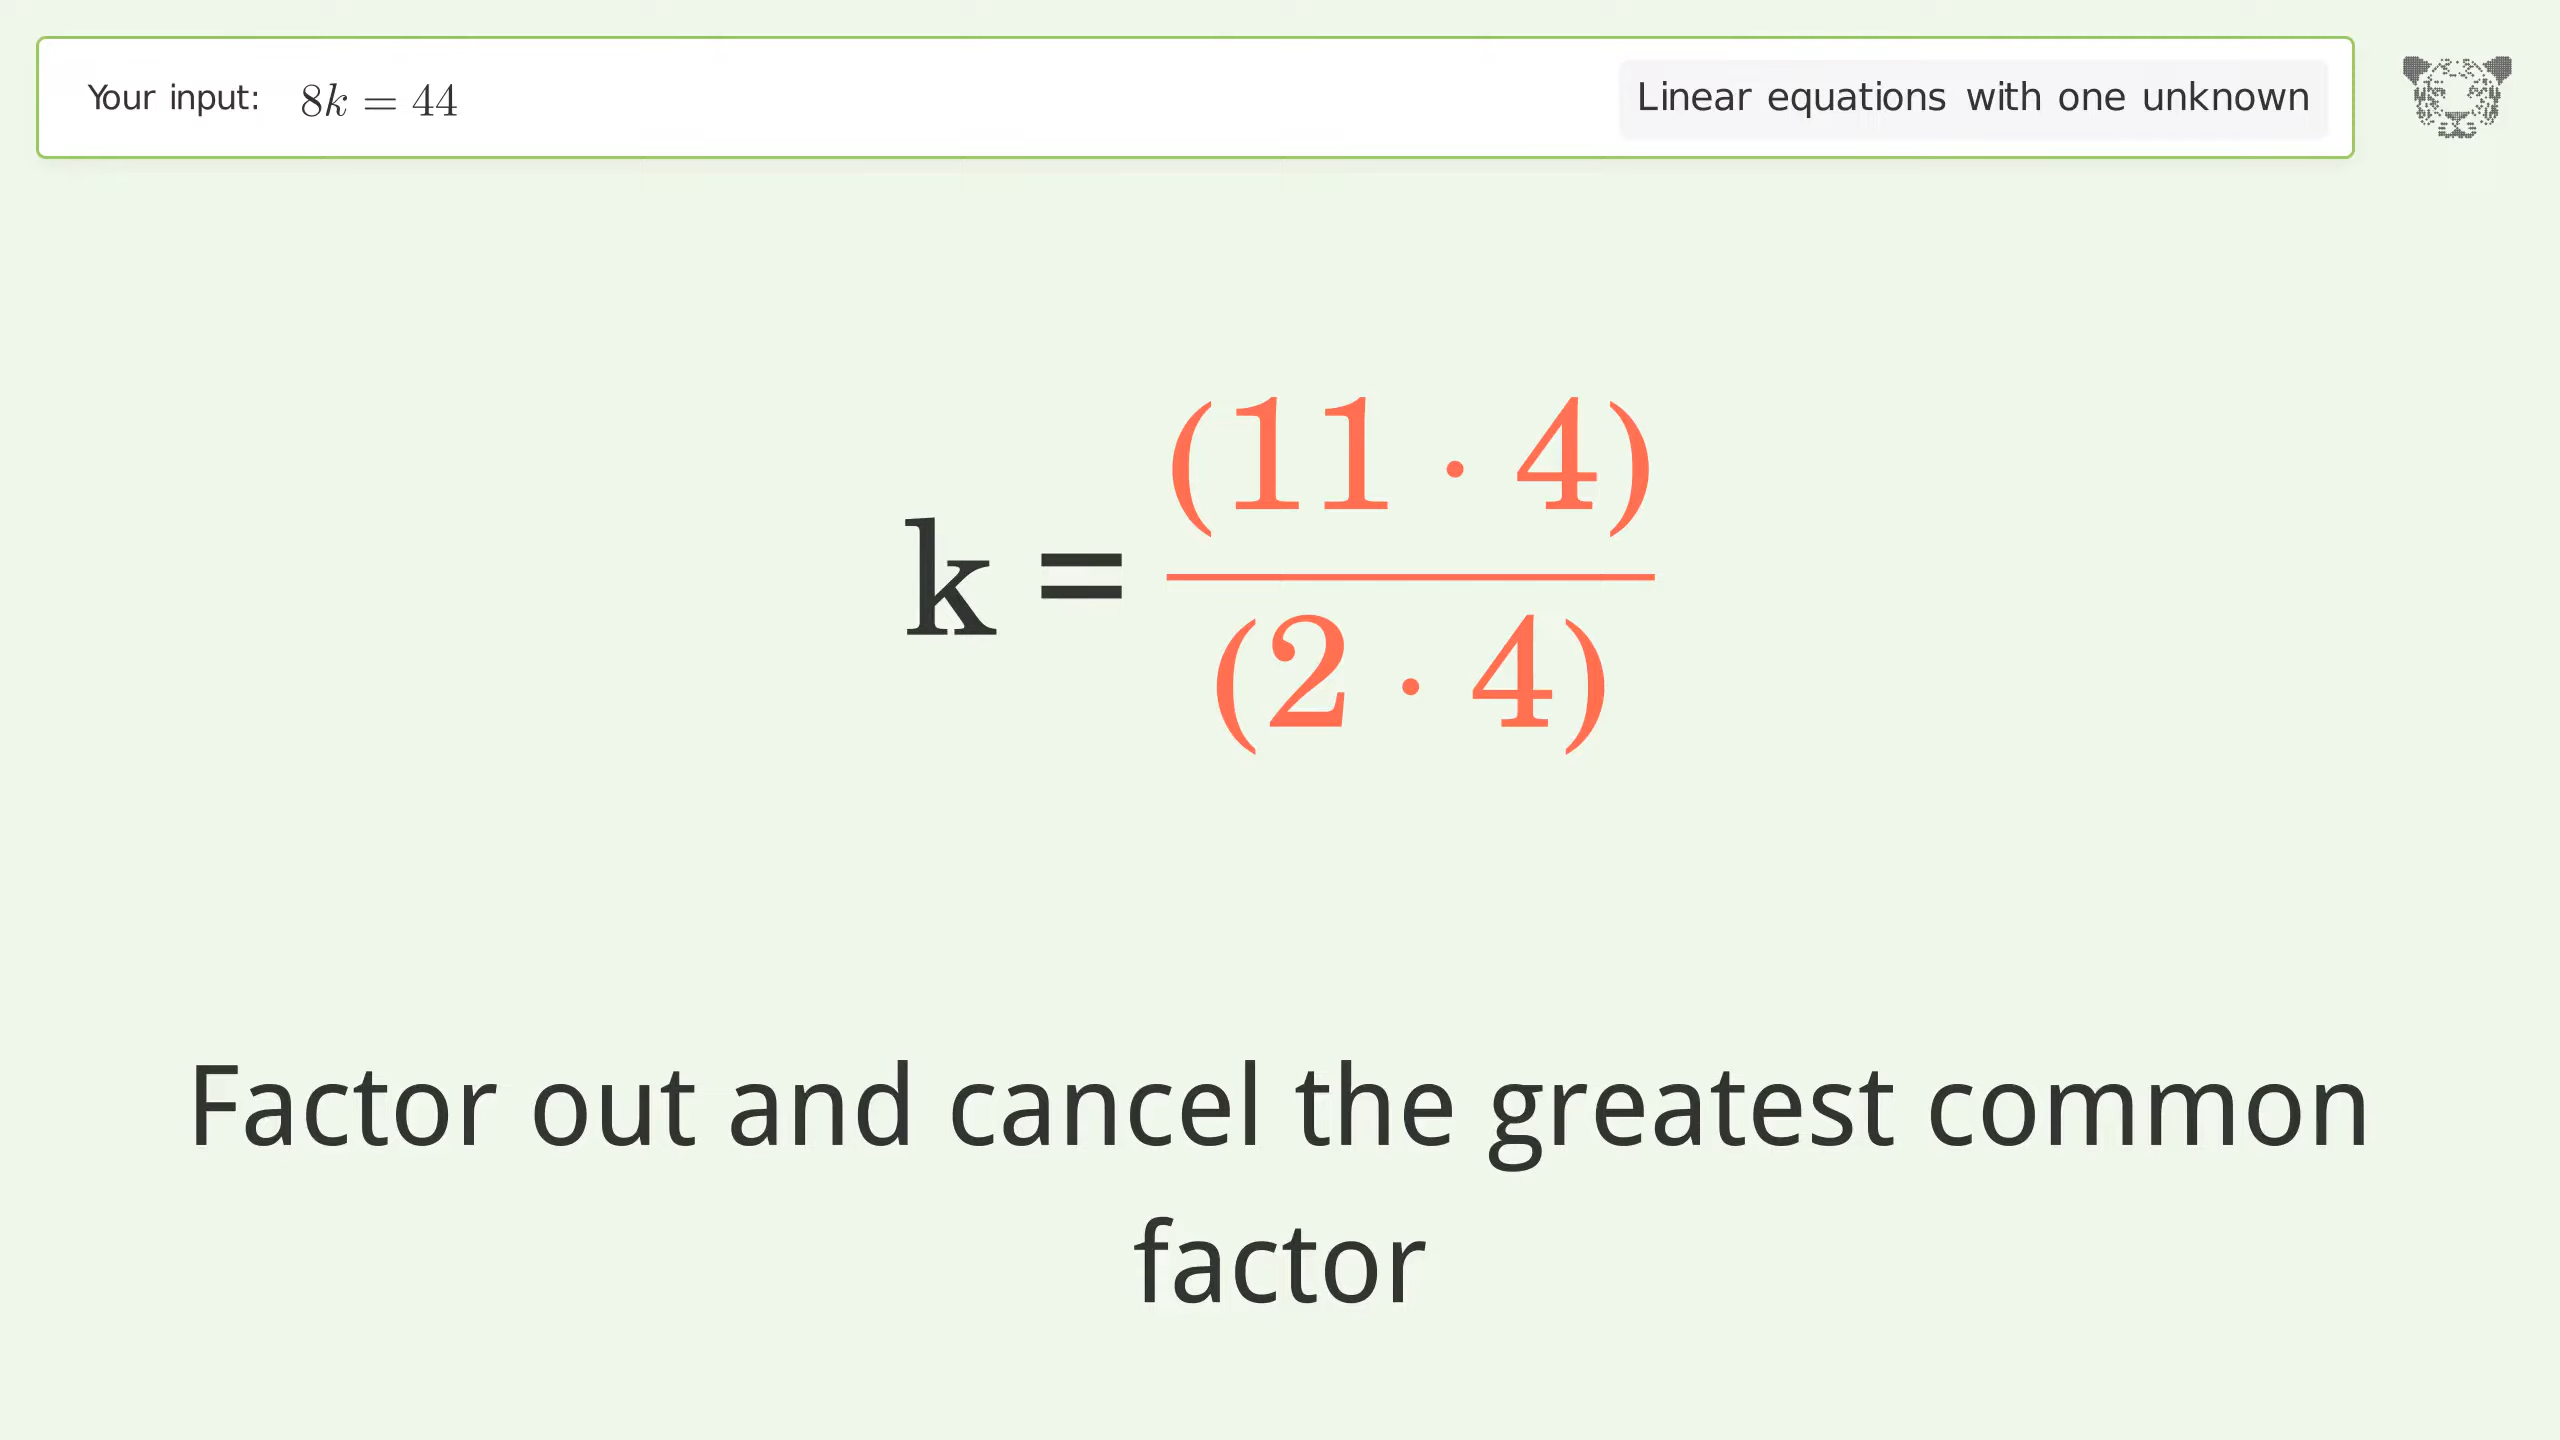 Your input: 8k = 44
Linear equations with one unknown
(11 · 4)
k =
(2 · 4)
Factor out and cancel the greatest common
factor